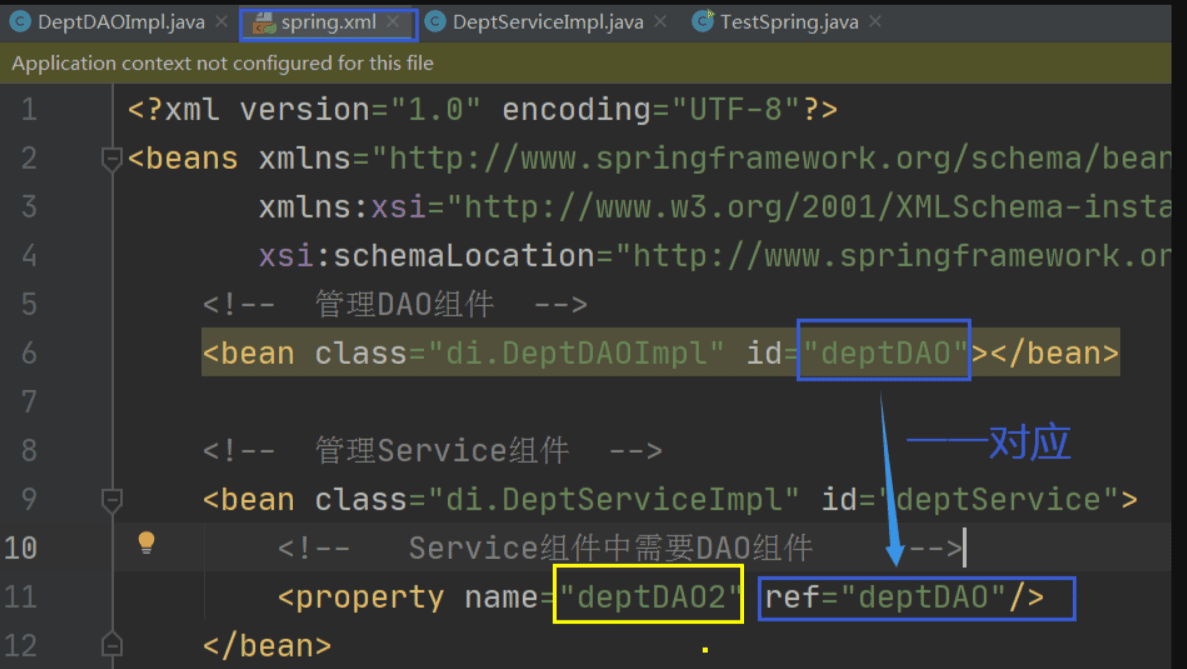 DeptDAOImpl.java spring.xml DeptServiceImpl.java TestSpring.java
Application context not configured for this file
1 <?xml version="1.0" encoding="UTF-8"?>
2 <beans xmlns="http://www.springframework.org/schema/bean
3 xmlns:xsi="http://www.w3.org/2001/XMLSchema-insta
4 xsi:schemaLocation="http://www.springframework.or
5 <!-- 管理DAO组件 -->
6 <bean class="di.DeptDAOImpl" id="deptDAO"></bean>
7
一一对应
8 <!-- 管理Service组件 -->
9 <bean class="di.DeptServiceImpl" id="deptService">
10 <!-- Service组件中需要DAO组件 -->
11 <property name="deptDAO2" ref="deptDAO"/>
12 </bean>